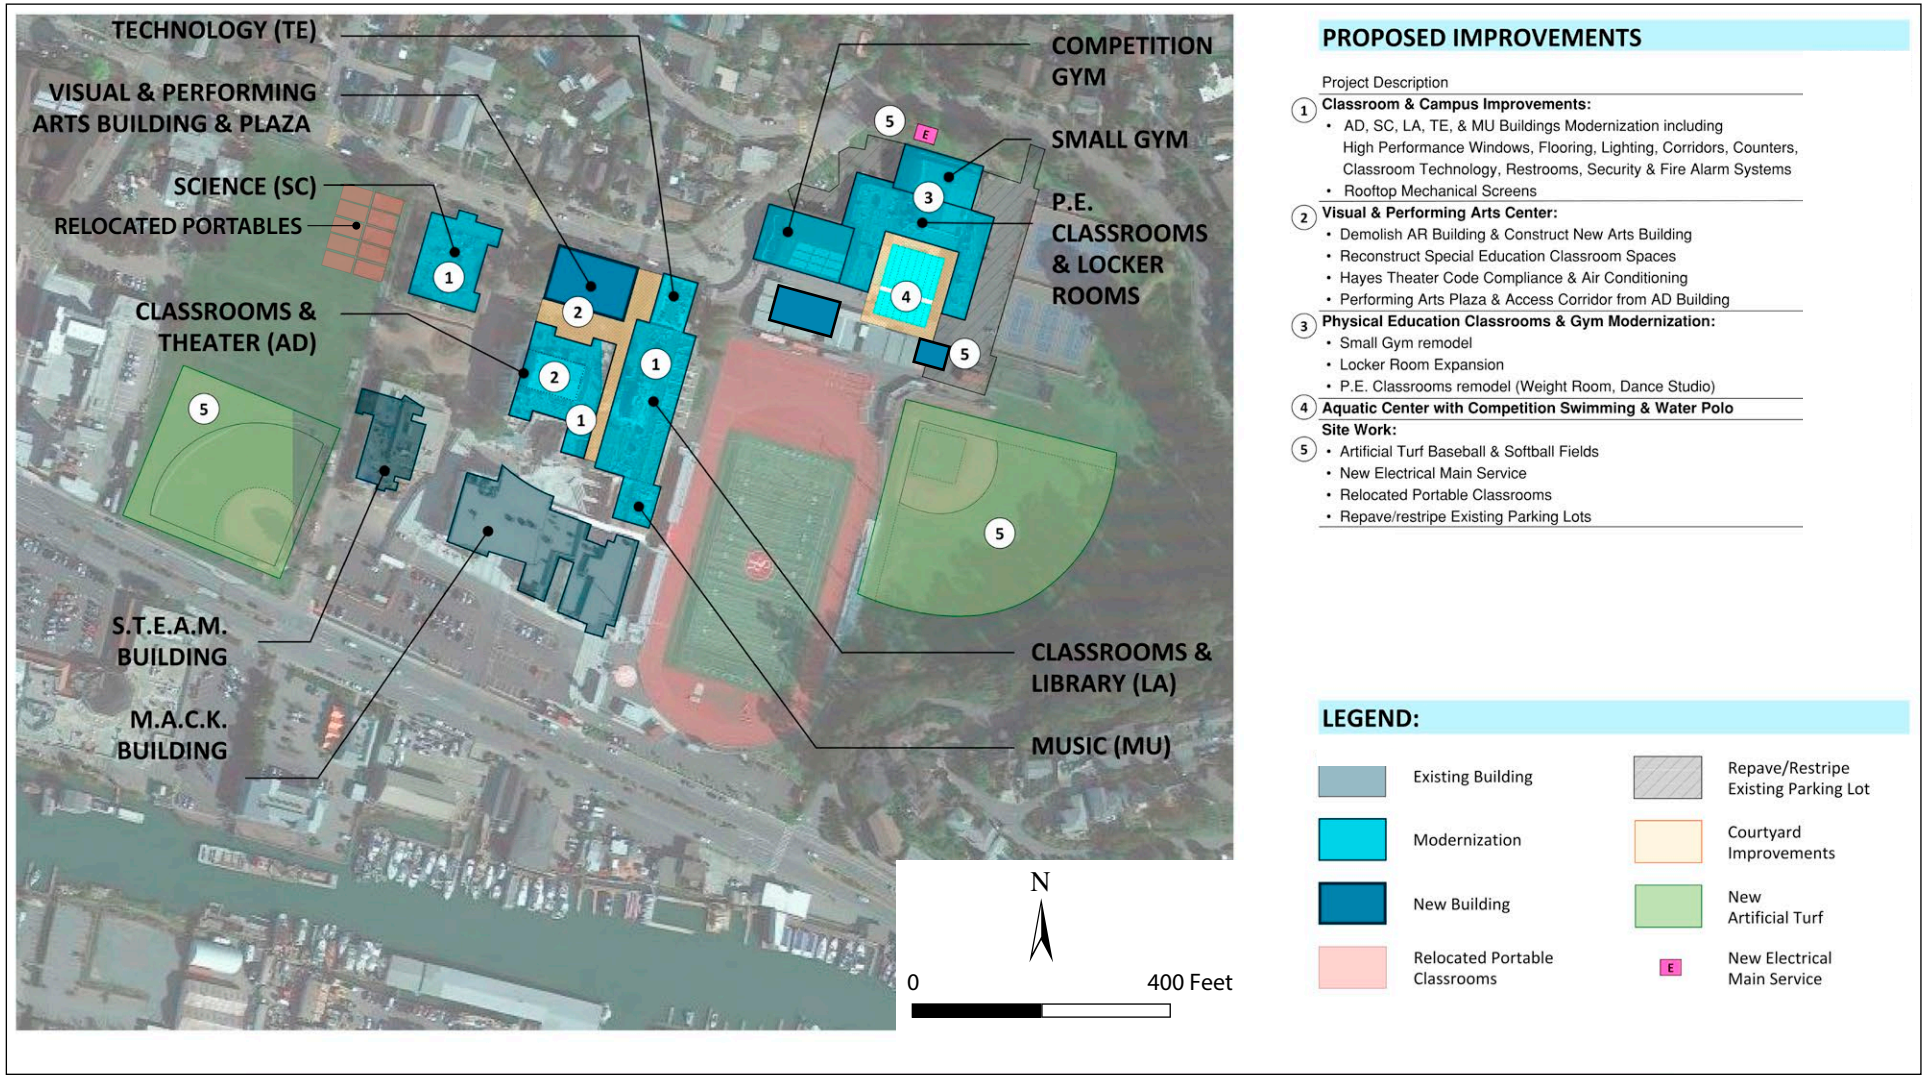 TECHNOLOGY (TE)
VISUAL & PERFORMING
ARTS BUILDING & PLAZA
SCIENCE (SC)
RELOCATED PORTABLES
CLASSROOMS &
THEATER (AD)
S.T.E.A.M.
BUILDING
M.A.C.K.
BUILDING
COMPETITION
GYM
SMALL GYM
P.E.
CLASSROOMS
& LOCKER
ROOMS
CLASSROOMS &
LIBRARY (LA)
MUSIC (MU)
5
E
3
1
4
2
5
1
2
5
1
5
N
0 400 Feet
PROPOSED IMPROVEMENTS
Project Description
1 Classroom & Campus Improvements:
• AD, SC, LA, TE, & MU Buildings Modernization including
High Performance Windows, Flooring, Lighting, Corridors, Counters,
Classroom Technology, Restrooms, Security & Fire Alarm Systems
• Rooftop Mechanical Screens
2 Visual & Performing Arts Center:
• Demolish AR Building & Construct New Arts Building
• Reconstruct Special Education Classroom Spaces
• Hayes Theater Code Compliance & Air Conditioning
• Performing Arts Plaza & Access Corridor from AD Building
3 Physical Education Classrooms & Gym Modernization:
• Small Gym remodel
• Locker Room Expansion
• P.E. Classrooms remodel (Weight Room, Dance Studio)
4 Aquatic Center with Competition Swimming & Water Polo
Site Work:
5 • Artificial Turf Baseball & Softball Fields
• New Electrical Main Service
• Relocated Portable Classrooms
• Repave/restripe Existing Parking Lots
LEGEND:
Existing Building
Modernization
New Building
Relocated Portable
Classrooms
Repave/Restripe
Existing Parking Lot
Courtyard
Improvements
New
Artificial Turf
E New Electrical
Main Service